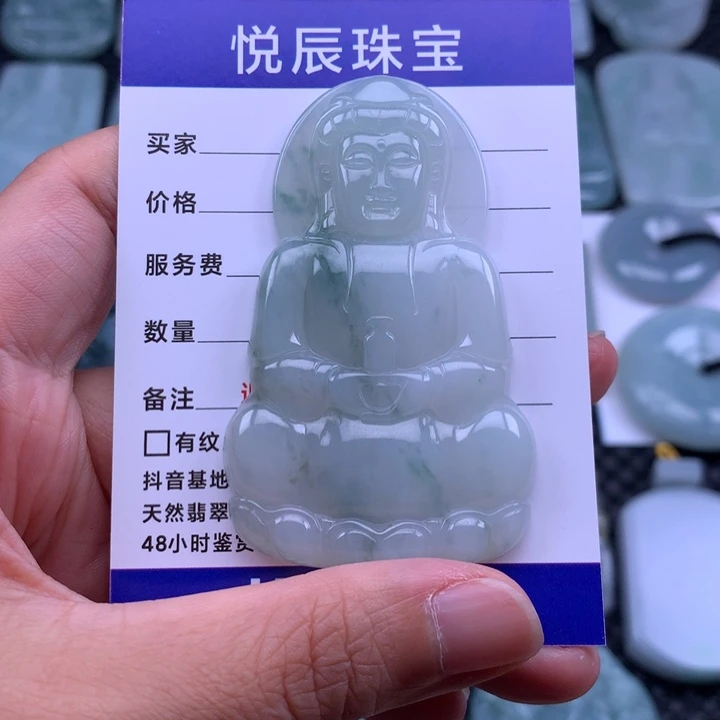 悦辰珠宝
买家
价格
服务费
数量
备注
有纹
抖音基地
天然翡翠
48小时鉴赏